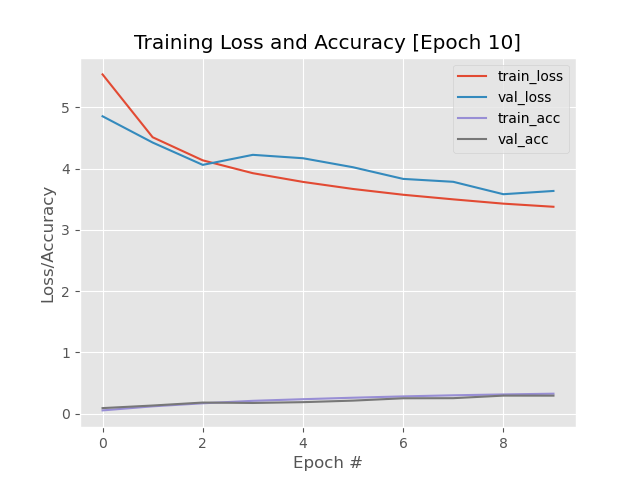 Training Loss and Accuracy [Epoch 10]
train_loss
val_loss
train_acc
val_acc
5
4
3
2
1
0
Loss/Accuracy
0 2 4 6 8
Epoch #